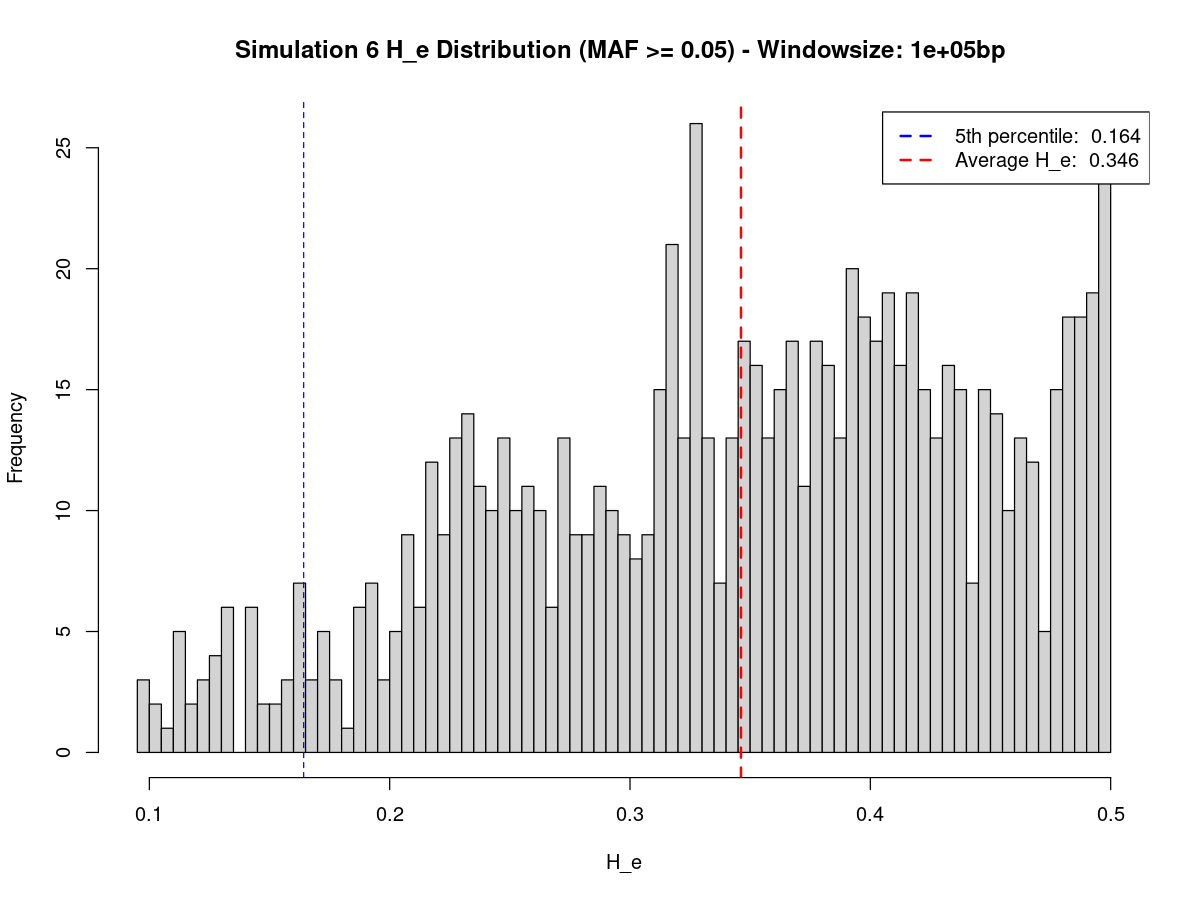 Simulation 6 H_e Distribution (MAF >= 0.05) - Windowsize: 1e+05bp
5th percentile: 0.164
Average H_e: 0.346
Frequency
25
20
15
10
5
0
0.1 0.2 0.3 0.4 0.5
H_e